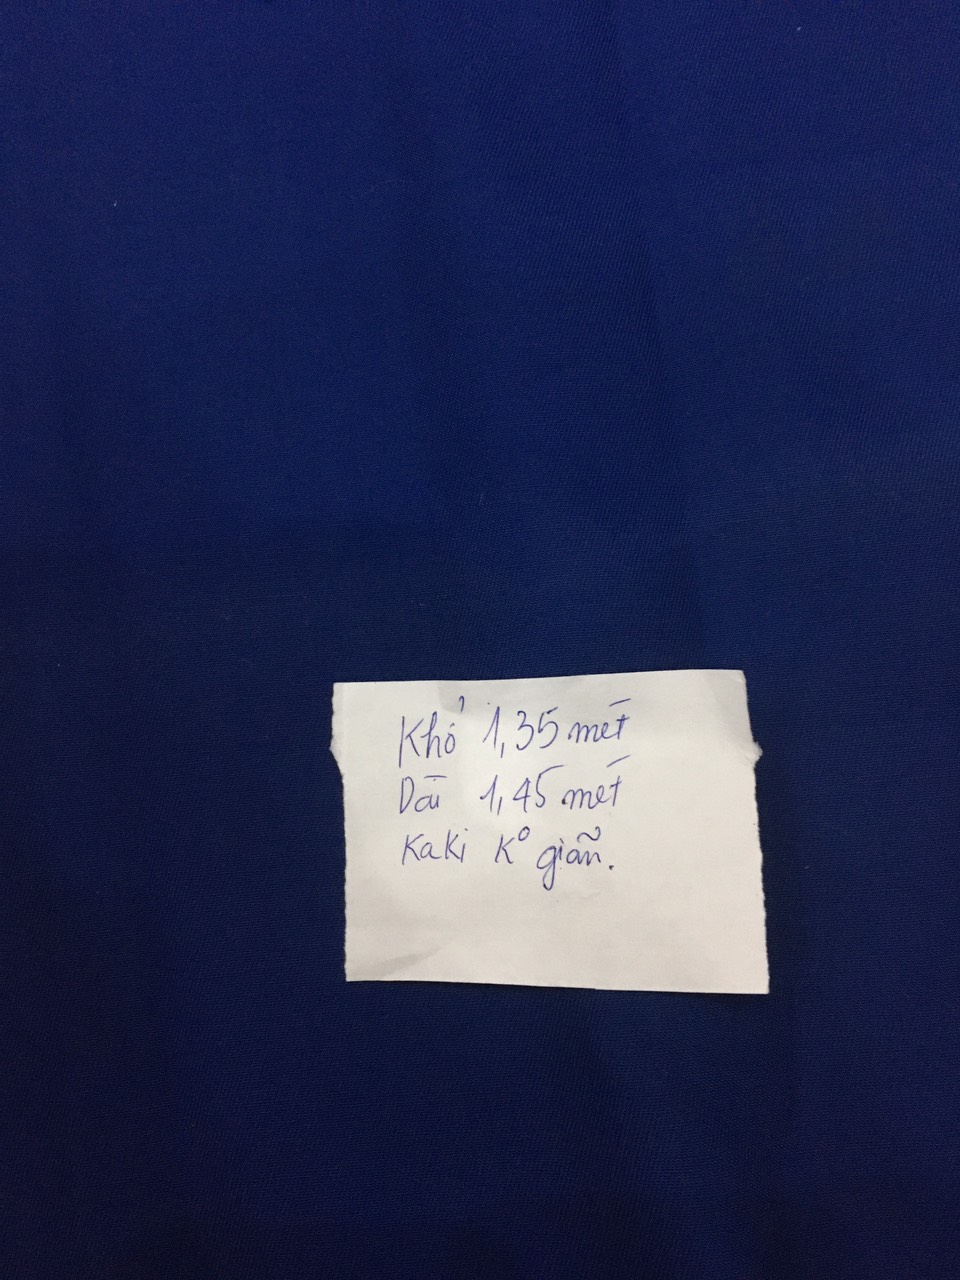 Khổ 1,35 mét
Dài 1,45 mét
Kaki K° giãn.